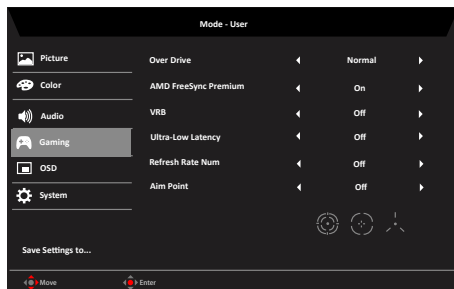 Mode - User
Picture
Color
Audio
Gaming
OSD
System
Save Settings to...
Over Drive Normal
AMD FreeSync Premium On
VRB Off
Ultra-Low Latency Off
Refresh Rate Num Off
Aim Point Off
Move Enter